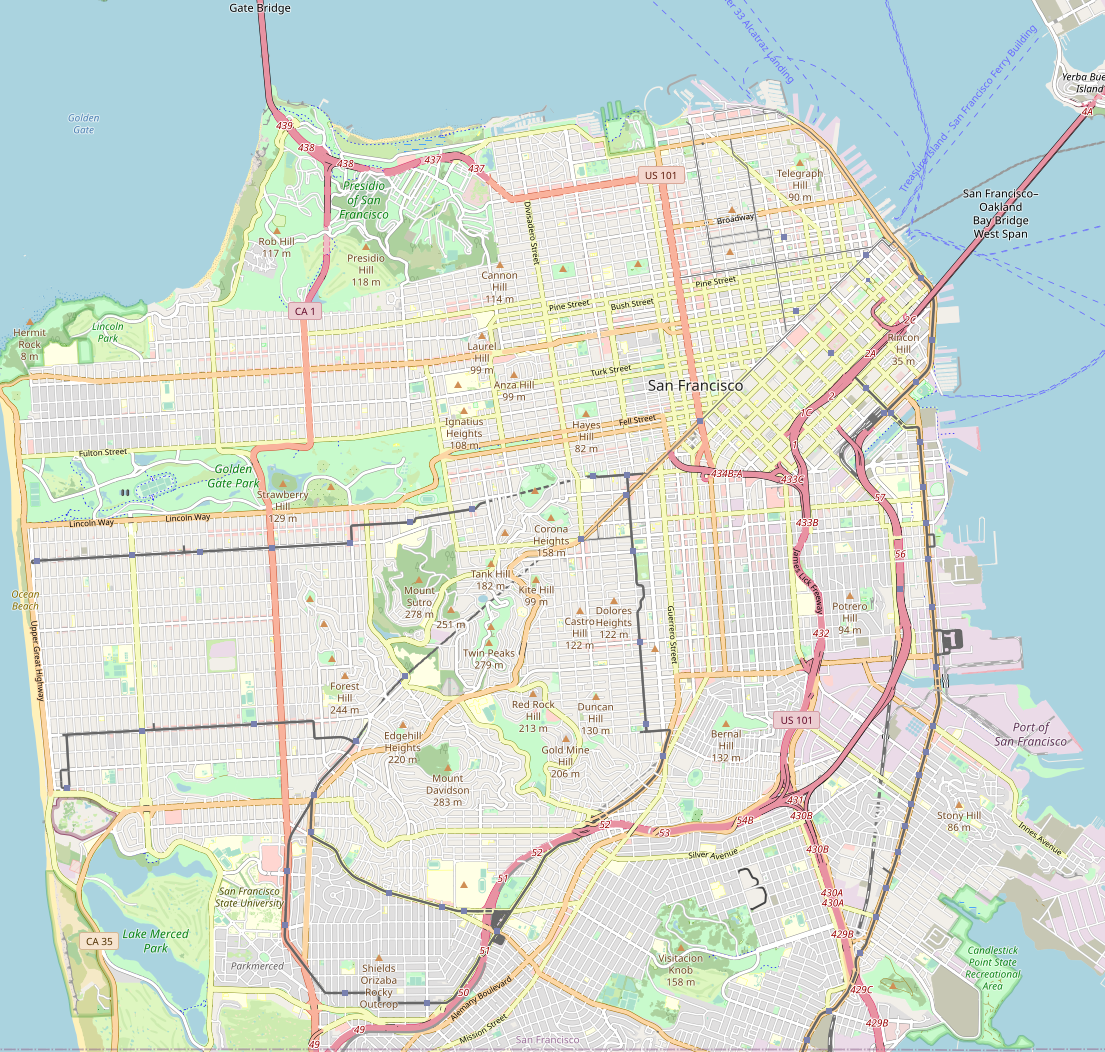 Gate Bridge
er 33 Alcatraz Landing
Treasure Island - San Francisco Ferry Building
Yerba Bue
Island
4A
Golden
Gate
439
438
438
437
437
US 101
Telegraph
Hill
90 m
Presidio
of San
Francisco
San Francisco–
Oakland
Bay Bridge
West Span
Divisadero Street
Broadway
Rob Hill
117 m
Presidio
Hill
118 m
Cannon
Hill
114 m
Pine Street
Pine Street
Bush Street
CA 1
2C
Hermit
Rock
8 m
Lincoln
Park
Laurel
Hill
99 m
Rincon
Hill
35 m
2A
Turk Street
San Francisco
Anza Hill
99 m
2
1C
Ignatius
Heights
108 m
Hayes
Hill
82 m
Fell Street
1
Fulton Street
Golden
Gate Park
434B-A
433C
Strawberry
Hill
129 m
57
Lincoln Way
Lincoln Way
433B
Corona
Heights
158 m
56
James Lick Freeway
Tank Hill
182 m
Kite Hill
99 m
Mount
Sutro
278 m
251 m
Ocean
Beach
Castro
Hill
122 m
Dolores
Heights
122 m
Guerrero Street
Potrero
Hill
94 m
432
Upper Great Highway
Twin Peaks
279 m
Forest
Hill
244 m
Red Rock
Hill
213 m
Duncan
Hill
130 m
US 101
Port of
San Francisco
Edgehill
Heights
220 m
Gold Mine
Hill
206 m
Bernal
Hill
132 m
Mount
Davidson
283 m
431
430B
Stony Hill
86 m
52
53
54B
Innes Avenue
52
Silver Avenue
430B
51
San Francisco
State University
430A
430A
CA 35
Lake Merced
Park
429B
51
Parkmerced
Visitacion
Knob
158 m
Candlestick
Point State
Recreational
Area
Shields
Orizaba
Rocky
Outcrop
50
429C
Alemany Boulevard
49
Mission Street
49
San Francisco
429B